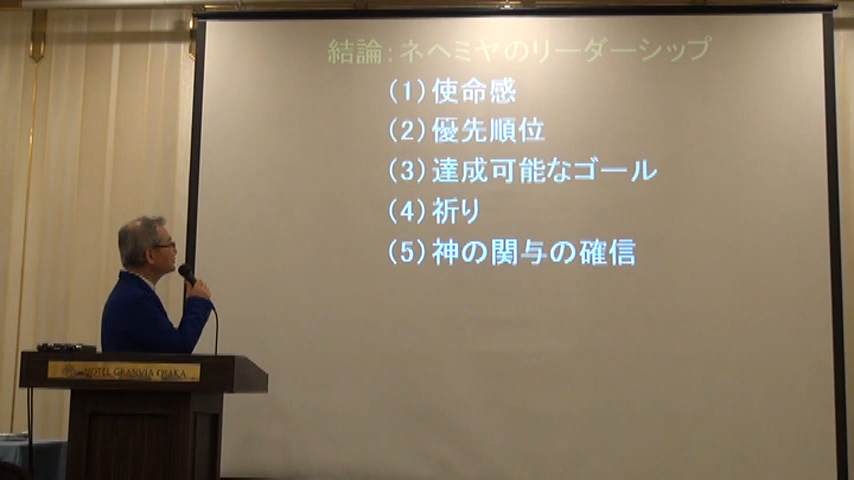 結論：ネヘミヤのリーダーシップ
（1）使命感
（2）優先順位
（3）達成可能なゴール
（4）祈り
（5）神の関与の確信
HOTEL GRANVIA OSAKA